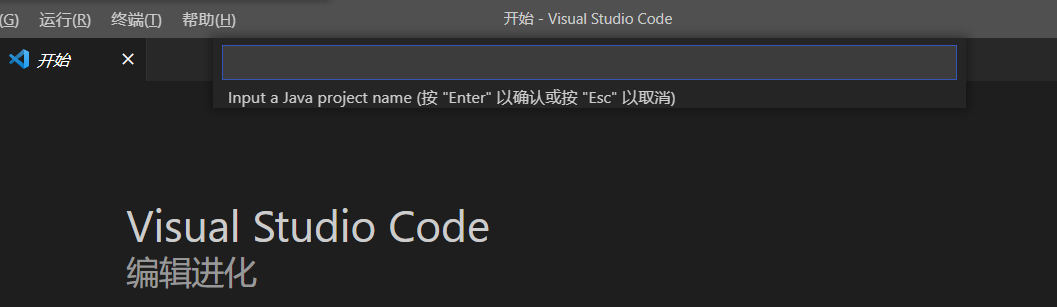 (G) 运行(R) 终端(T) 帮助(H) 开始 - Visual Studio Code
开始
Input a Java project name (按 "Enter" 以确认或按 "Esc" 以取消)
Visual Studio Code
编辑进化